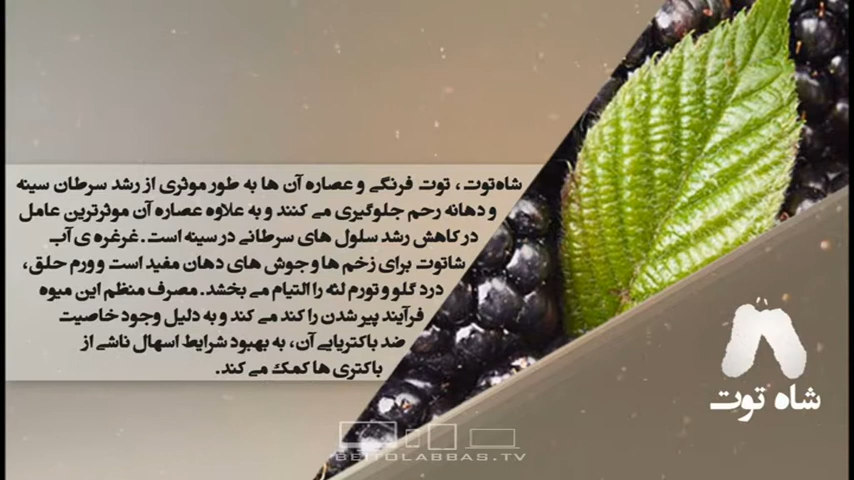 شاه‌توت، توت فرنگی و عصاره آن ها به طور موثری از رشد سرطان سینه
و دهانه رحم جلوگیری می کنند و به علاوه عصاره آن موثرترین عامل
در کاهش رشد سلول های سرطانی در سینه است. غرغره ی آب
شاتوت برای زخم ها و جوش های دهان مفید است و ورم حلق،
درد گلو و تورم لثه را التیام می بخشد. مصرف منظم این میوه
فرآیند پیر شدن را کند می کند و به دلیل وجود خاصیت
ضد باکتریایی آن، به بهبود شرایط اسهال ناشی از
باکتری ها کمک می کند.
۸
شاه توت
BEITOLABBAS.TV